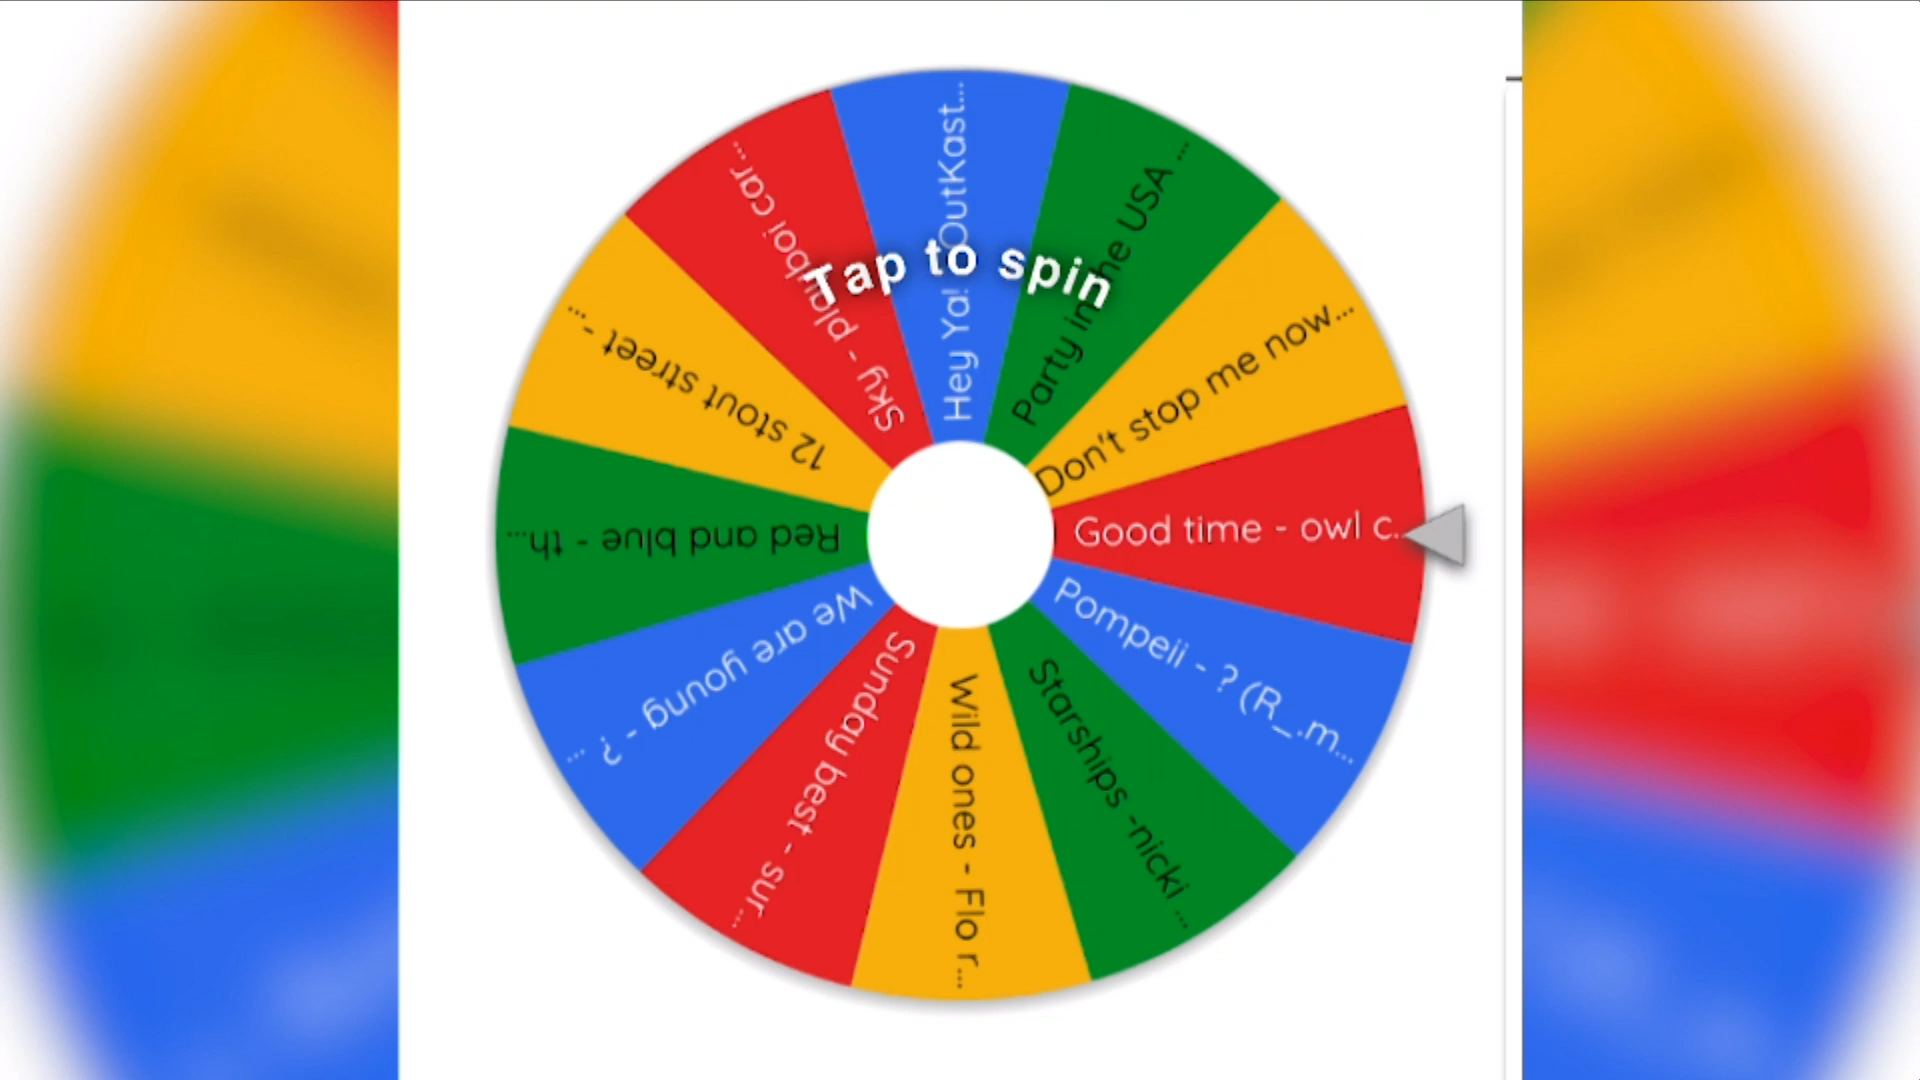 Tap to spin
Hey Ya! OutKast...
Party in the USA ...
Don't stop me now...
Good time - owl c...
Pompeii - ? (R_.m...
Starships -nicki ...
Wild ones - Flo r...
Sunday best - sur...
We are young - ? ...
Red and blue - th...
12 stout street - ...
Sky - playboi car...